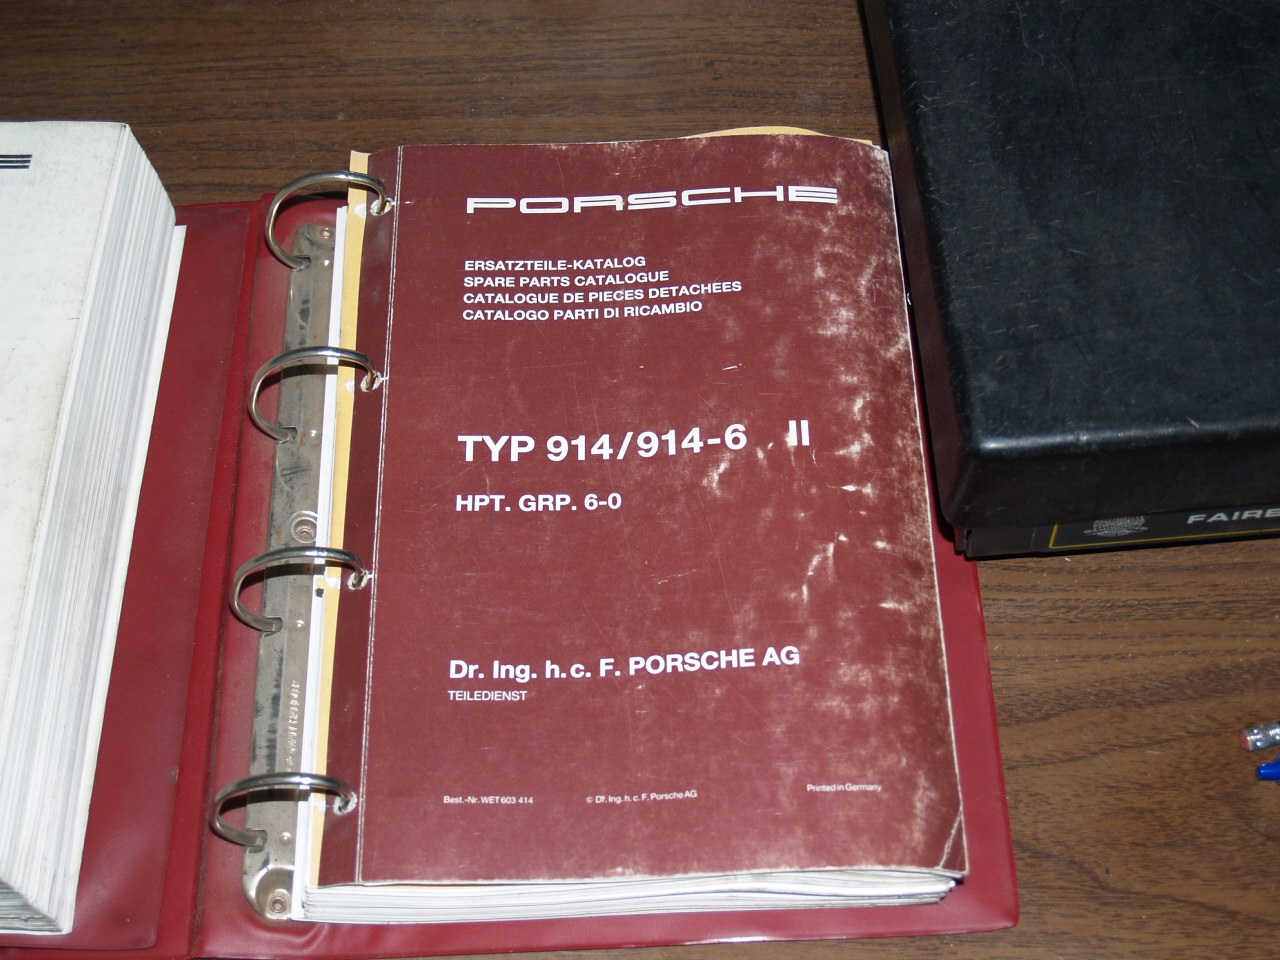 PORSCHE
ERSATZTEILE-KATALOG
SPARE PARTS CATALOGUE
CATALOGUE DE PIECES DETACHEES
CATALOGO PARTI DI RICAMBIO
TYP 914/914-6 II
HPT. GRP. 6-0
Dr. Ing. h. c. F. PORSCHE AG
TEILEDIENST
Best.-Nr. WET 603 414 © Dr. Ing. h. c. F. Porsche AG Printed in Germany